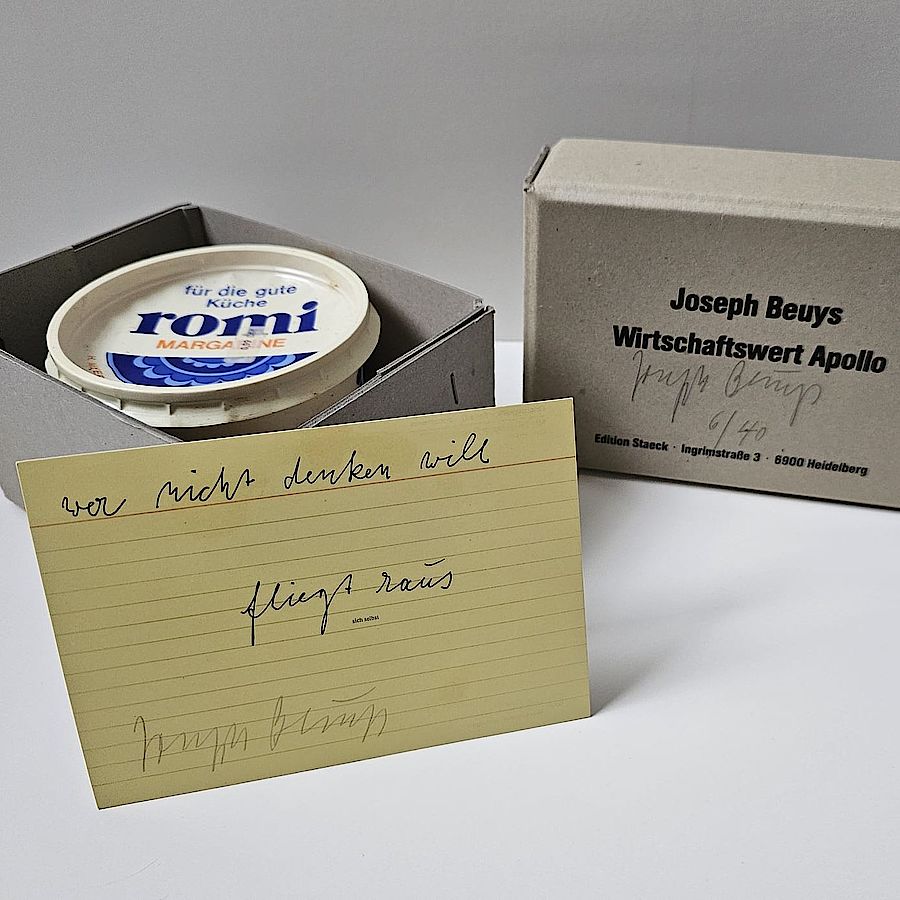 für die gute
Küche
romi
MARGARINE
Joseph Beuys
Wirtschaftswert Apollo
Joseph Beuys
6/40
Edition Staeck · Ingrimstraße 3 · 6900 Heidelberg
wer nicht denken will
fliegt raus
sich selbst
Joseph Beuys